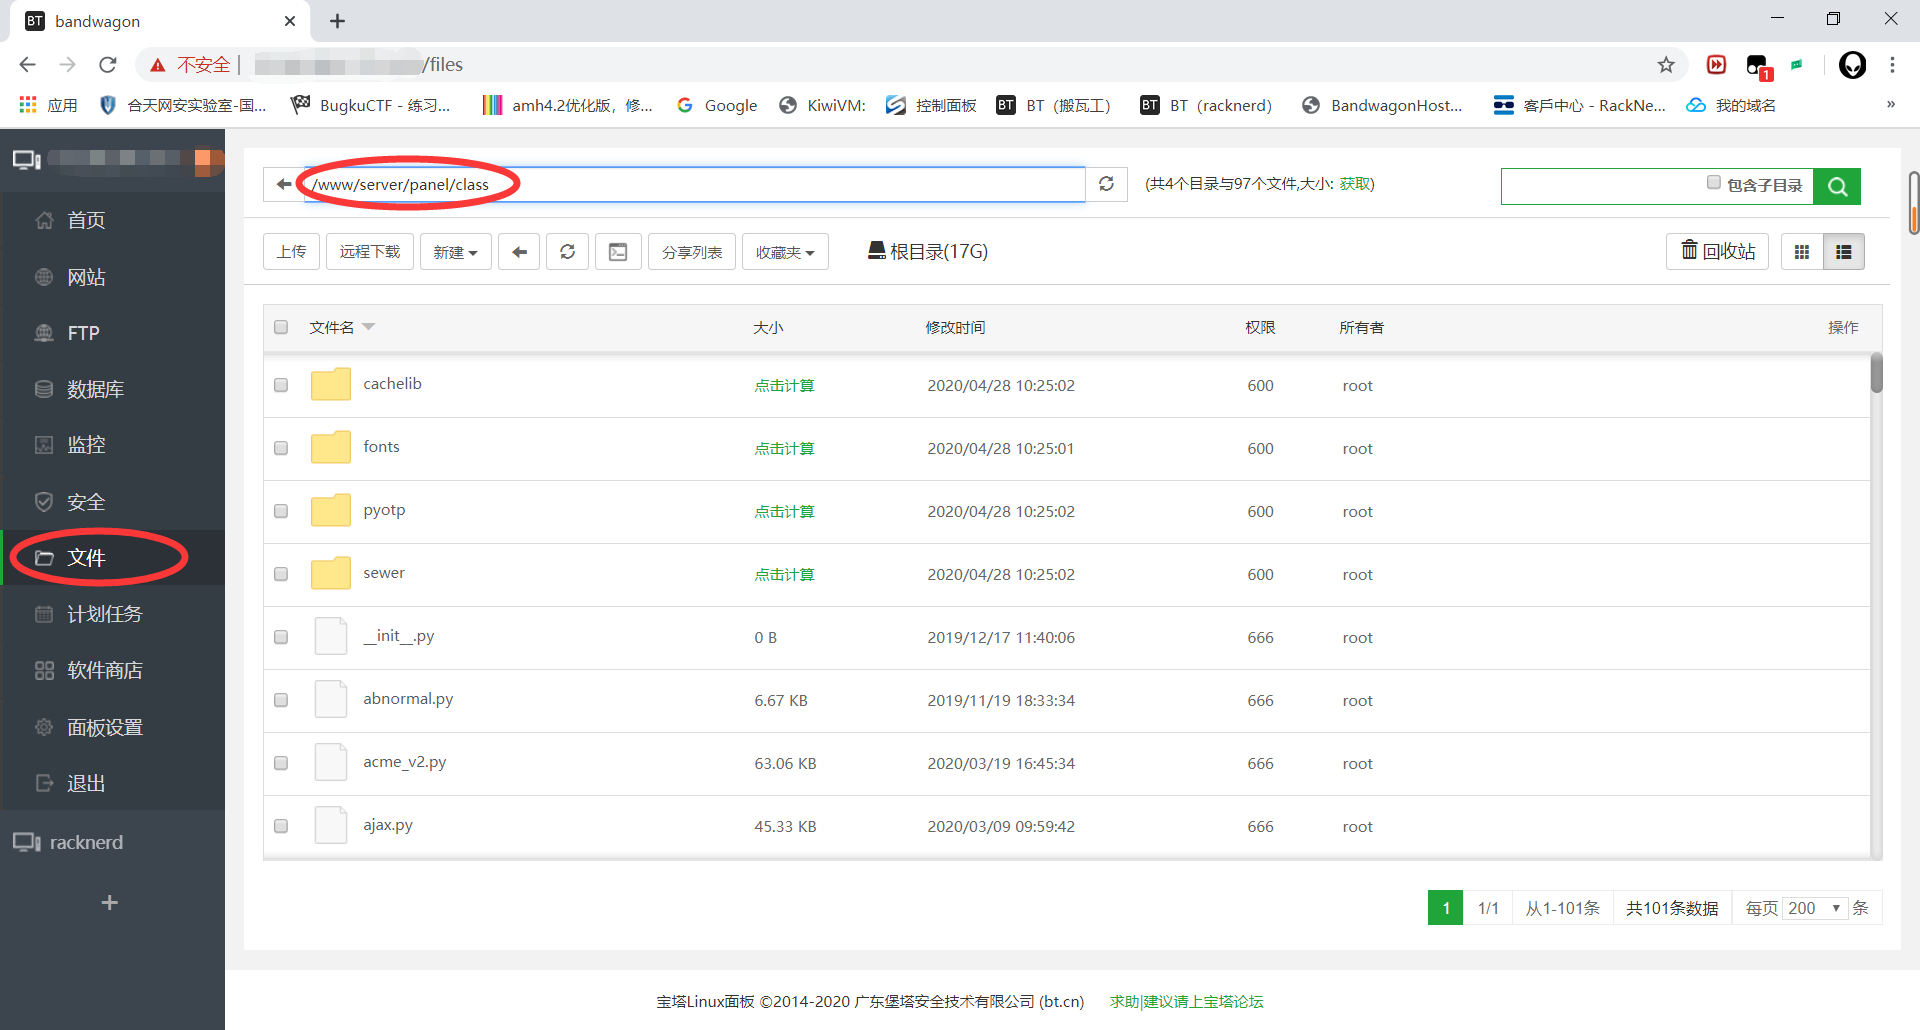 BT bandwagon
不安全 /files
1
应用 合天网安实验室-国... BugkuCTF - 练习... amh4.2优化版，修... Google KiwiVM: 控制面板 BT BT（搬瓦工） BT BT（racknerd） BandwagonHost... 客戶中心 - RackNe... 我的域名 »
/www/server/panel/class (共4个目录与97个文件,大小: 获取) 包含子目录
上传 远程下载 新建 分享列表 收藏夹 根目录(17G) 回收站
首页
网站
FTP
数据库
监控
安全
文件
计划任务
软件商店
面板设置
退出
racknerd
+
文件名 大小 修改时间 权限 所有者 操作
cachelib 点击计算 2020/04/28 10:25:02 600 root
fonts 点击计算 2020/04/28 10:25:01 600 root
pyotp 点击计算 2020/04/28 10:25:02 600 root
sewer 点击计算 2020/04/28 10:25:02 600 root
__init__.py 0 B 2019/12/17 11:40:06 666 root
abnormal.py 6.67 KB 2019/11/19 18:33:34 666 root
acme_v2.py 63.06 KB 2020/03/19 16:45:34 666 root
ajax.py 45.33 KB 2020/03/09 09:59:42 666 root
1 1/1 从1-101条 共101条数据 每页 200 条
宝塔Linux面板 ©2014-2020 广东堡塔安全技术有限公司 (bt.cn) 求助|建议请上宝塔论坛